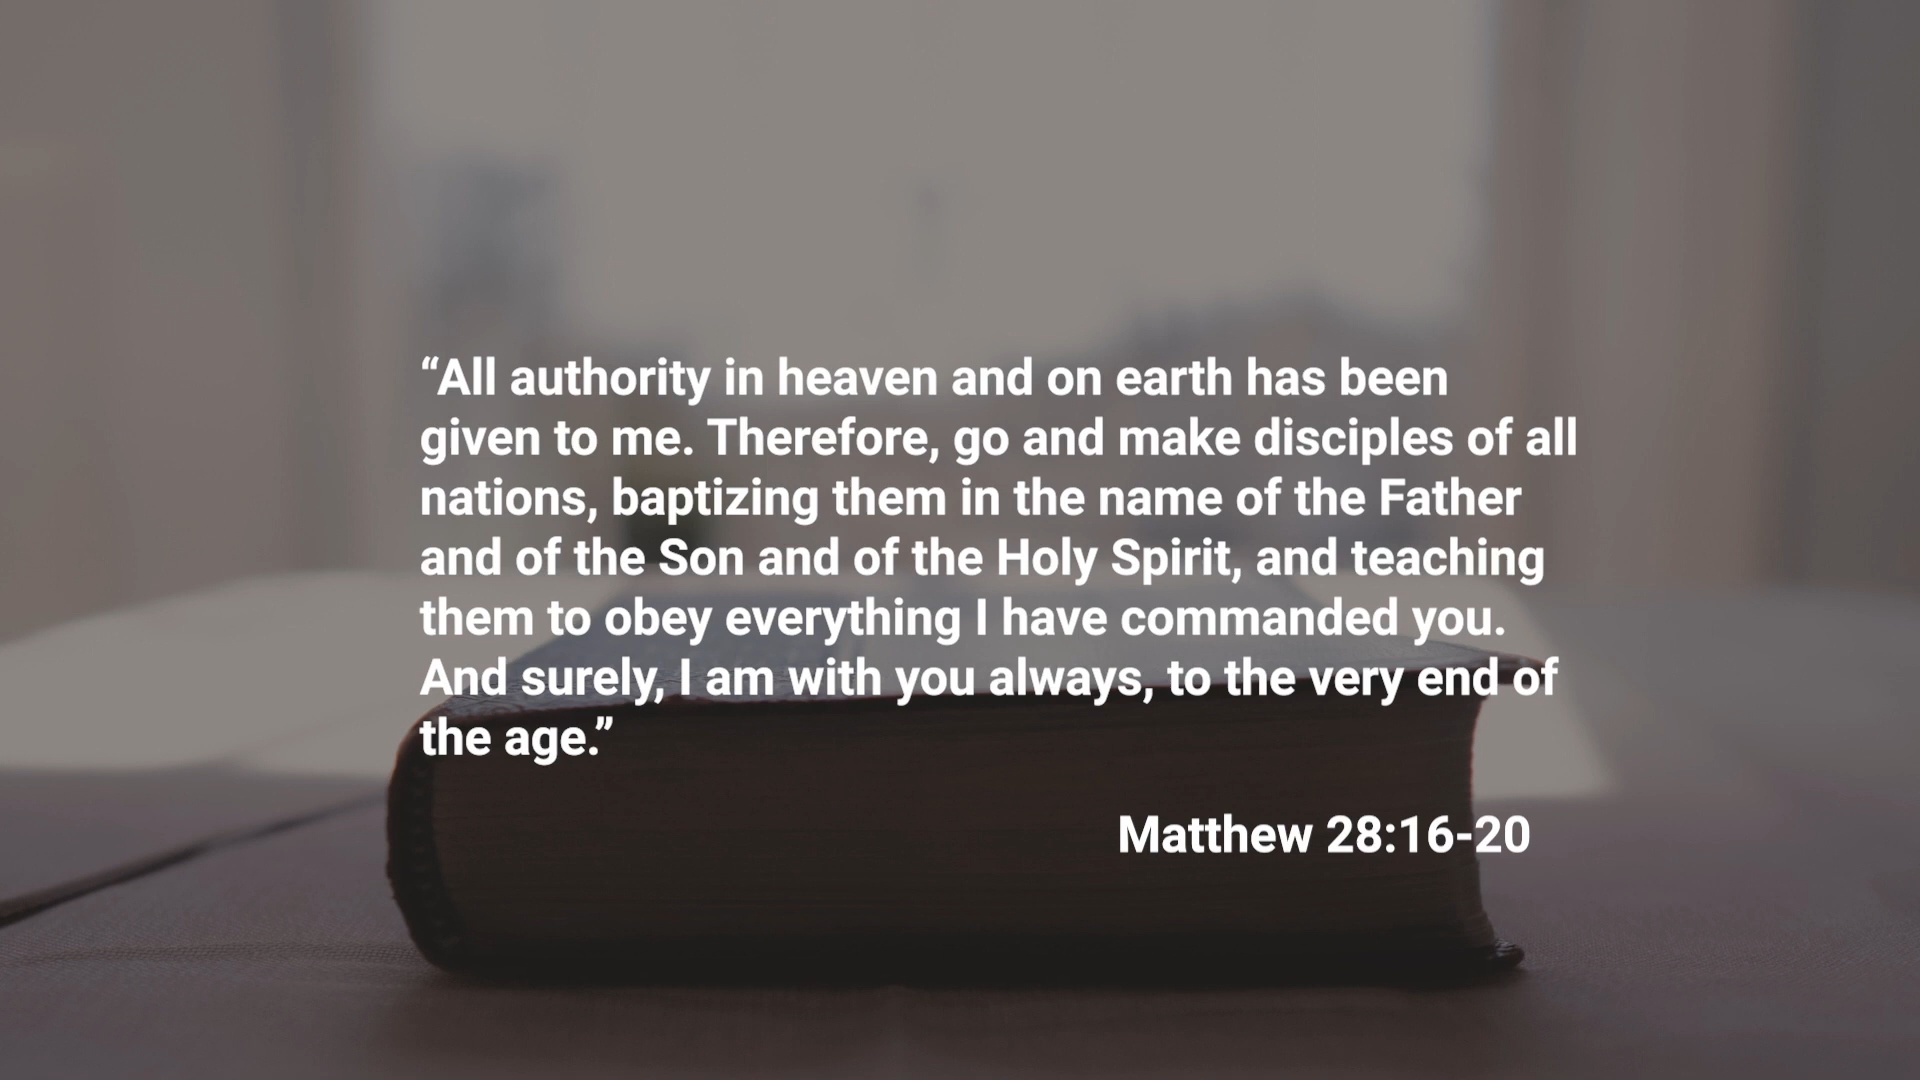 “All authority in heaven and on earth has been
given to me. Therefore, go and make disciples of all
nations, baptizing them in the name of the Father
and of the Son and of the Holy Spirit, and teaching
them to obey everything I have commanded you.
And surely, I am with you always, to the very end of
the age.”
Matthew 28:16-20